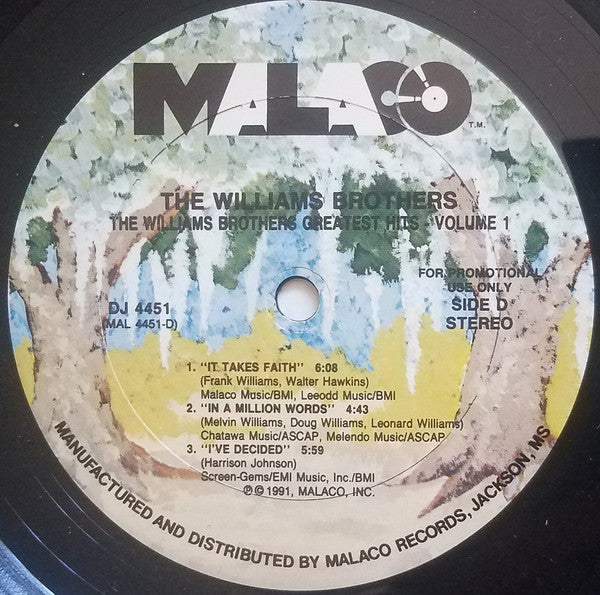 MALACO
T.M.
THE WILLIAMS BROTHERS
THE WILLIAMS BROTHERS GREATEST HITS - VOLUME 1
DJ 4451
(MAL 4451-D)
FOR PROMOTIONAL
USE ONLY
SIDE D
STEREO
1. "IT TAKES FAITH" 6:08
(Frank Williams, Walter Hawkins)
Malaco Music/BMI, Leeodd Music/BMI
2. "IN A MILLION WORDS" 4:43
(Melvin Williams, Doug Williams, Leonard Williams)
Chatawa Music/ASCAP, Melendo Music/ASCAP
3. "I'VE DECIDED" 5:59
(Harrison Johnson)
Screen-Gems/EMI Music, Inc./BMI
℗ © 1991, MALACO, INC.
MANUFACTURED AND DISTRIBUTED BY MALACO RECORDS, JACKSON, MS